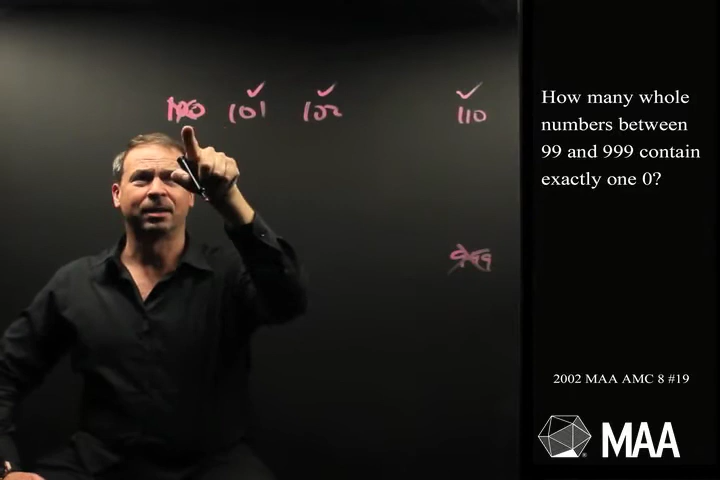 100 101 102 110
999
How many whole
numbers between
99 and 999 contain
exactly one 0?
2002 MAA AMC 8 #19
MAA